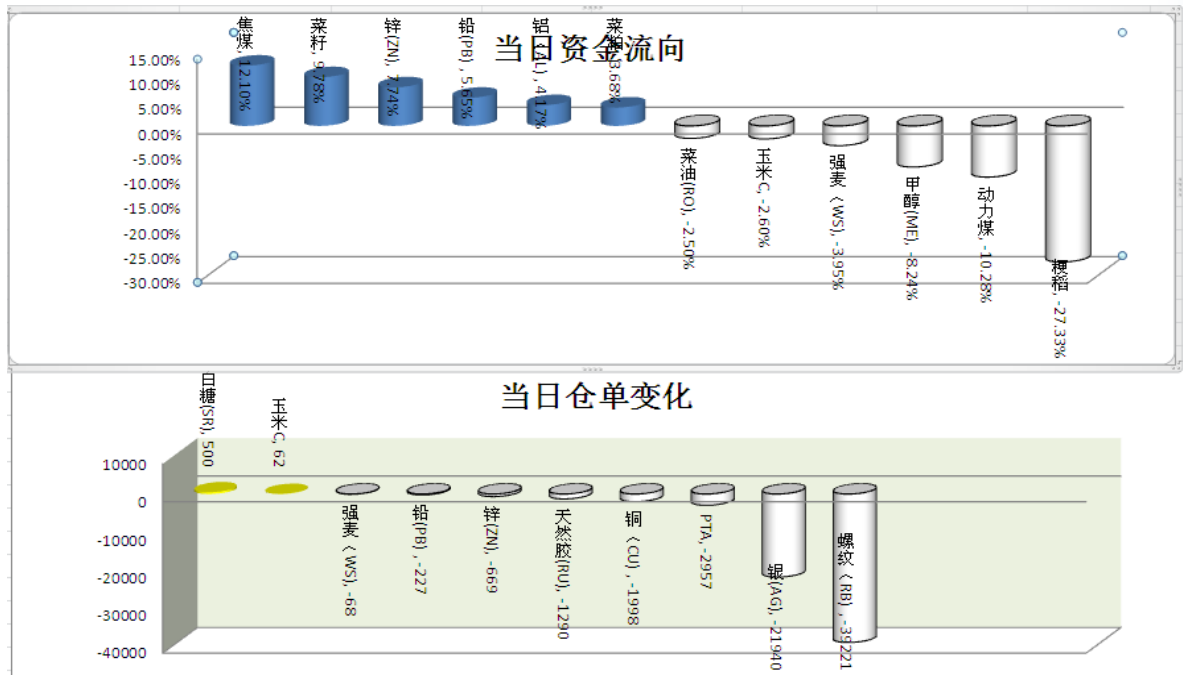 当日资金流向
15.00%
10.00%
5.00%
0.00%
-5.00%
-10.00%
-15.00%
-20.00%
-25.00%
-30.00%
焦煤, 12.10%
菜籽, 9.78%
锌(ZN), 7.74%
铅(PB) , 5.65%
铝〈AL〉, 4.17%
菜粕, 3.68%
菜油(RO), -2.50%
玉米C, -2.60%
强麦〈WS), -3.95%
甲醇(ME), -8.24%
动力煤, -10.28%
粳稻, -27.33%
当日仓单变化
10000
0
-10000
-20000
-30000
-40000
白糖(SR), 500
玉米C, 62
强麦〈WS), -68
铅(PB) , -227
锌(ZN), -669
天然胶(RU), -1290
铜〈CU〉, -1998
PTA, -2957
银(AG), -21940
螺纹〈RB〉, -39221